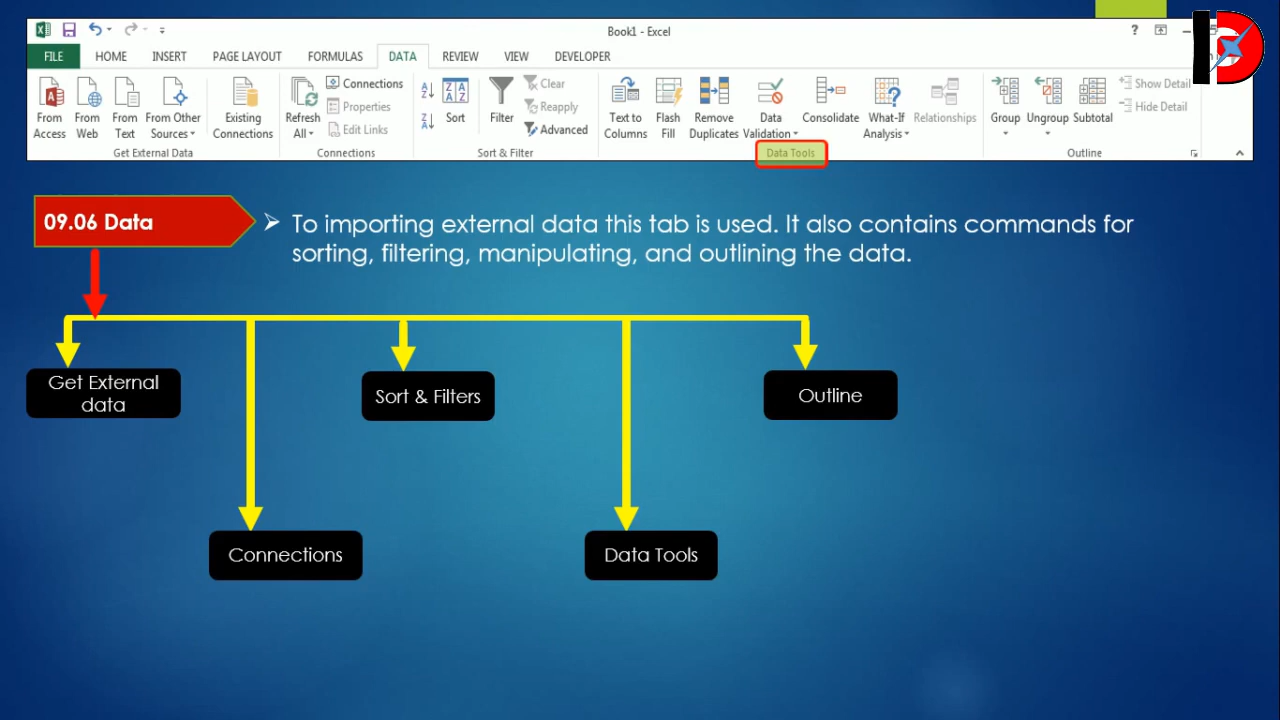 Book1 - Excel
?
FILE HOME INSERT PAGE LAYOUT FORMULAS DATA REVIEW VIEW DEVELOPER
From Access
From Web
From Text
From Other Sources
Existing Connections
Get External Data
Refresh All
Connections
Properties
Edit Links
Connections
Sort
Filter
Clear
Reapply
Advanced
Sort & Filter
Text to Columns
Flash Fill
Remove Duplicates
Data Validation
Consolidate
What-If Analysis
Relationships
Data Tools
Group
Ungroup
Subtotal
Show Detail
Hide Detail
Outline
09.06 Data
➢ To importing external data this tab is used. It also contains commands for
sorting, filtering, manipulating, and outlining the data.
Get External
data
Sort & Filters
Outline
Connections
Data Tools